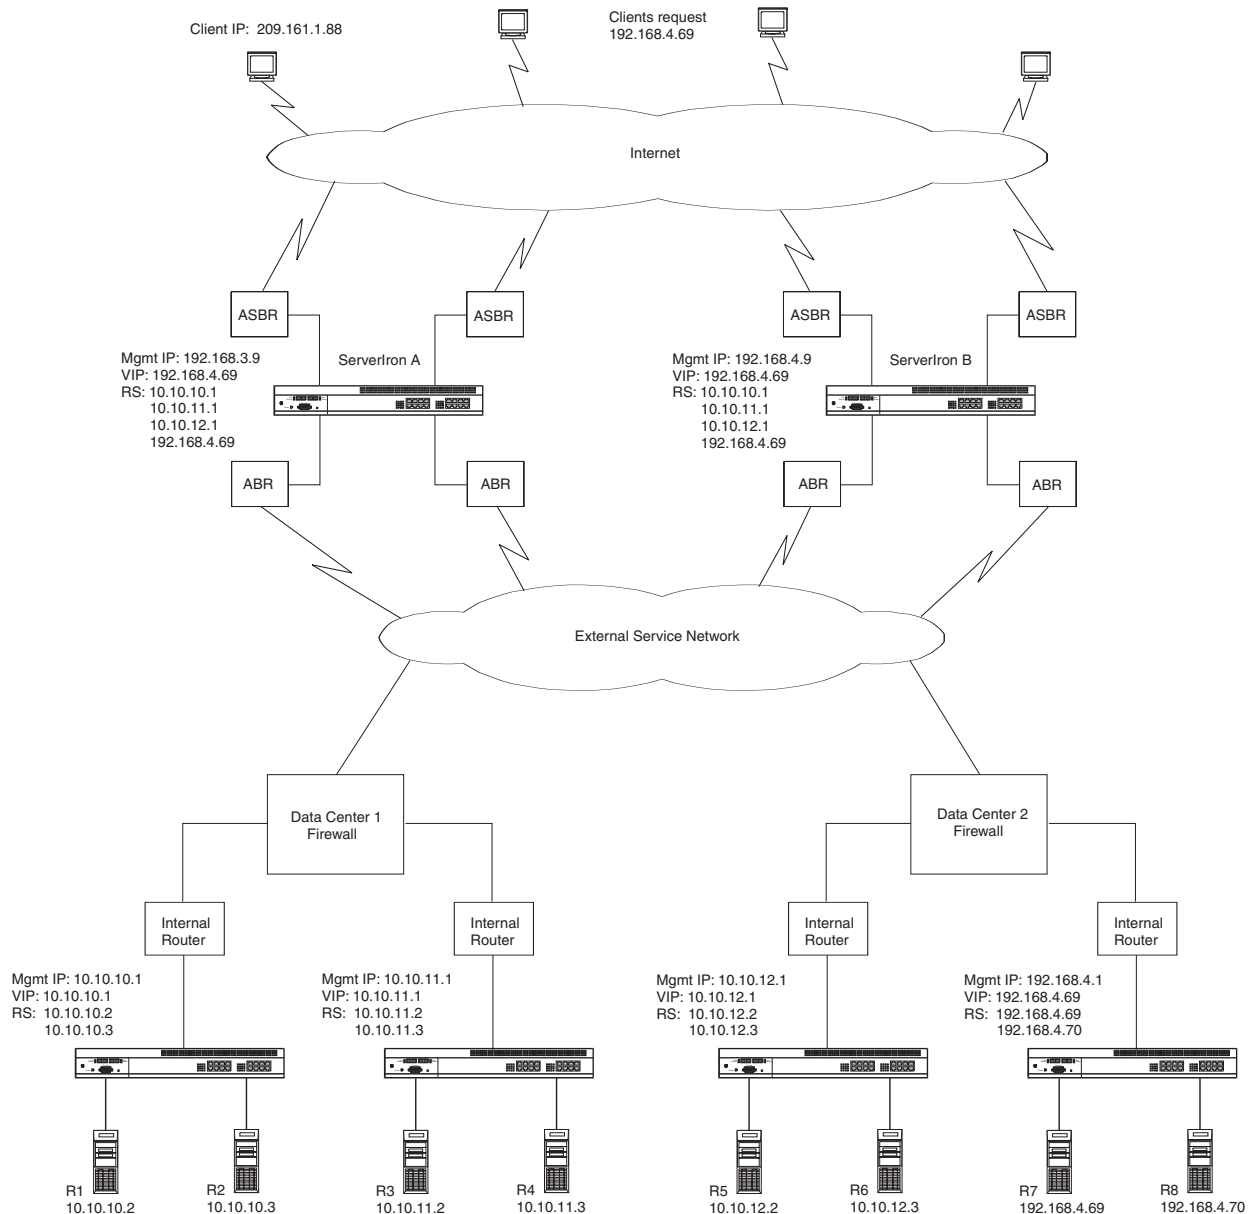 Client IP: 209.161.1.88
Clients request
192.168.4.69
Internet
ASBR
ASBR
ASBR
ASBR
Mgmt IP: 192.168.3.9
VIP: 192.168.4.69
RS: 10.10.10.1
10.10.11.1
10.10.12.1
192.168.4.69
ServerIron A
Mgmt IP: 192.168.4.9
VIP: 192.168.4.69
RS: 10.10.10.1
10.10.11.1
10.10.12.1
192.168.4.69
ServerIron B
ABR
ABR
ABR
ABR
External Service Network
Data Center 1
Firewall
Data Center 2
Firewall
Internal
Router
Internal
Router
Internal
Router
Internal
Router
Mgmt IP: 10.10.10.1
VIP: 10.10.10.1
RS: 10.10.10.2
10.10.10.3
Mgmt IP: 10.10.11.1
VIP: 10.10.11.1
RS: 10.10.11.2
10.10.11.3
Mgmt IP: 10.10.12.1
VIP: 10.10.12.1
RS: 10.10.12.2
10.10.12.3
Mgmt IP: 192.168.4.1
VIP: 192.168.4.69
RS: 192.168.4.69
192.168.4.70
R1
10.10.10.2
R2
10.10.10.3
R3
10.10.11.2
R4
10.10.11.3
R5
10.10.12.2
R6
10.10.12.3
R7
192.168.4.69
R8
192.168.4.70